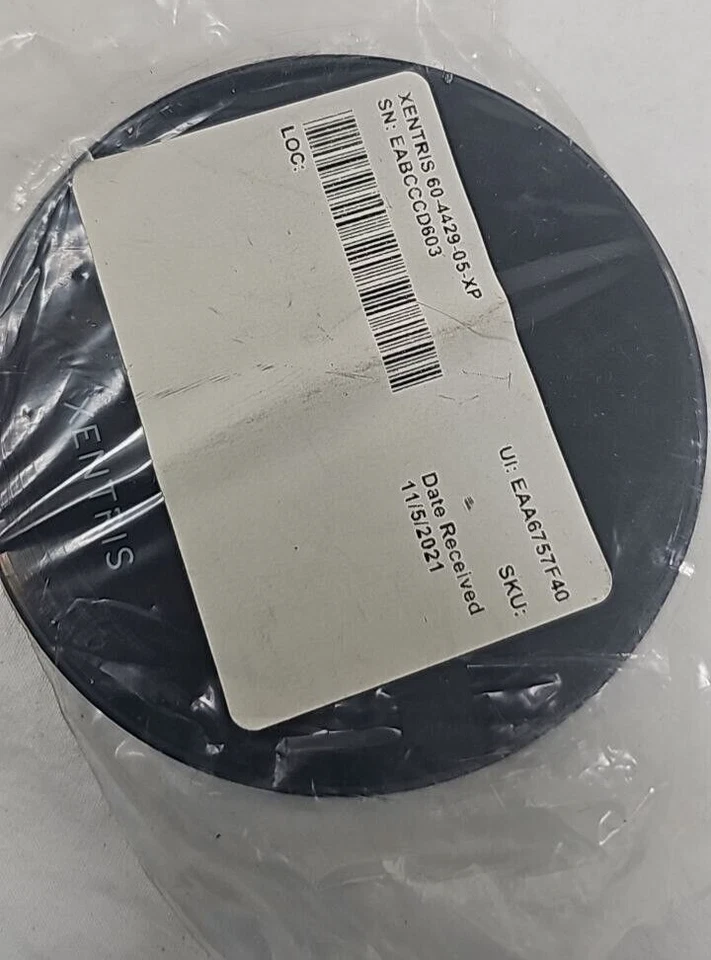 XENTRIS 60-4429-05-XP
SN: EABCCCD603
LOC:
UI: EAA6757F40
SKU:
Date Received
11/5/2021
XENTRIS